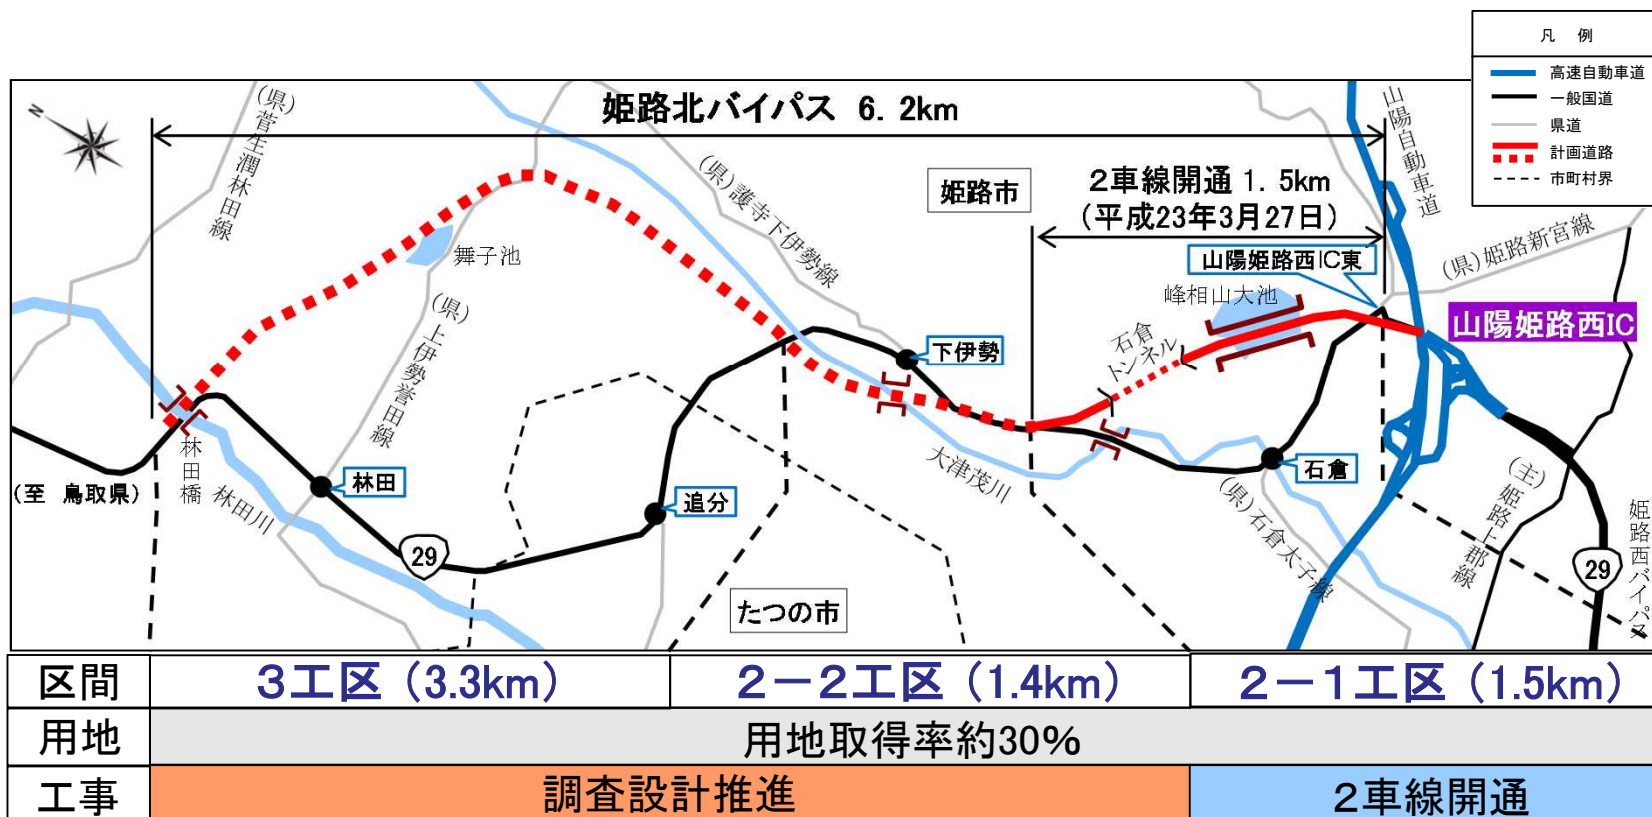 凡 例
高速自動車道
一般国道
県道
計画道路
市町村界
N
姫路北バイパス 6.2km
(県)菅生澗林田線
(県)護寺下伊勢線
姫路市
2車線開通 1.5km
(平成23年3月27日)
山陽自動車道
山陽姫路西IC東
(県)姫路新宮線
舞子池
峰相山大池
山陽姫路西IC
(県)上伊勢誉田線
石倉
トンネル
下伊勢
林田橋
(至 鳥取県)
林田川
林田
追分
大津茂川
石倉
(県)石倉太子線
(主)姫路上郡線
姫路西バイパス
29
29
たつの市
区間
3工区(3.3km)
2-2工区(1.4km)
2-1工区(1.5km)
用地
用地取得率約30%
工事
調査設計推進
2車線開通